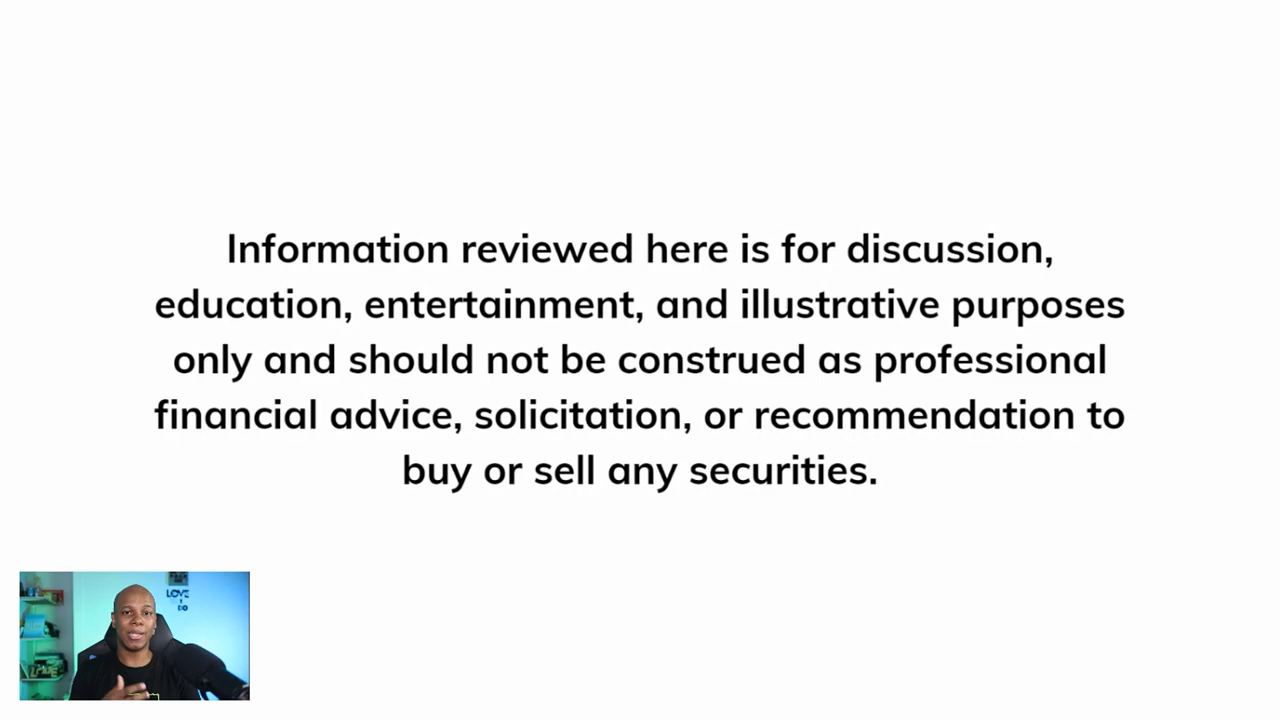 Information reviewed here is for discussion,
education, entertainment, and illustrative purposes
only and should not be construed as professional
financial advice, solicitation, or recommendation to
buy or sell any securities.
LOVE